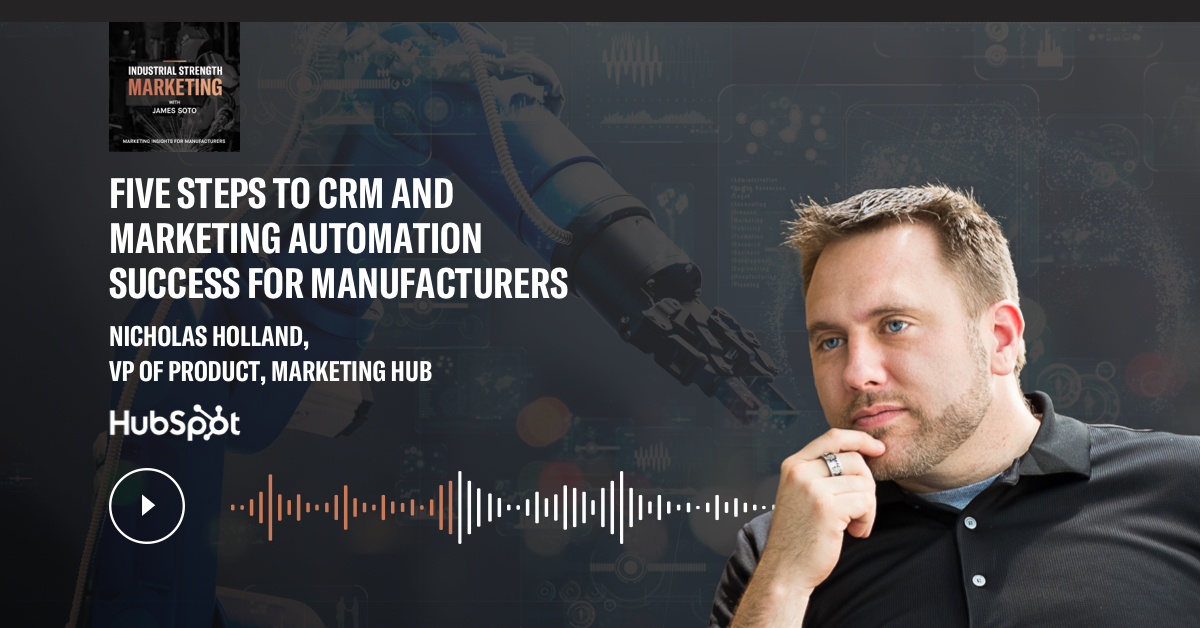 INDUSTRIAL STRENGTH
MARKETING
WITH
JAMES SOTO
MARKETING INSIGHTS FOR MANUFACTURERS
FIVE STEPS TO CRM AND
MARKETING AUTOMATION
SUCCESS FOR MANUFACTURERS
NICHOLAS HOLLAND,
VP OF PRODUCT, MARKETING HUB
HubSpot